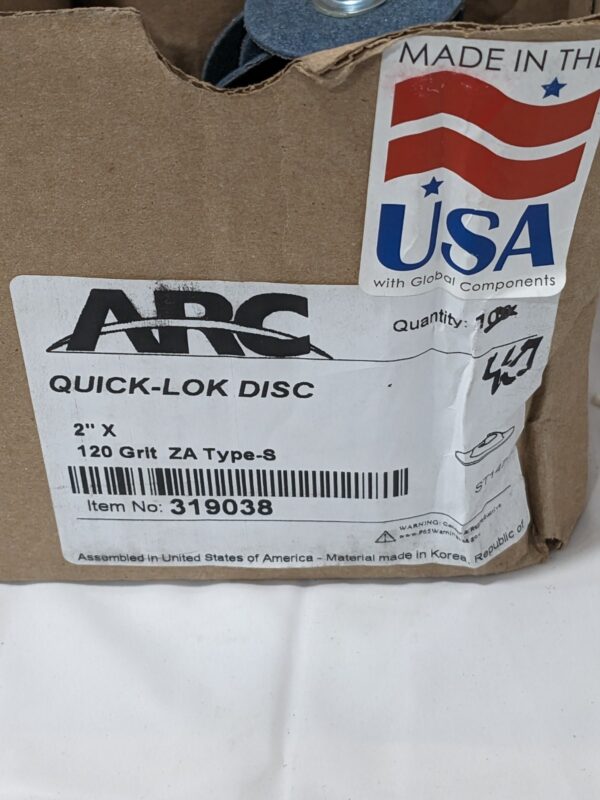 MADE IN THE
USA
with Global Components
ARC
Quantity:
QUICK-LOK DISC
2" X
120 Grit ZA Type-S
Item No: 319038
WARNING:
Assembled in United States of America - Material made in Korea, Republic of